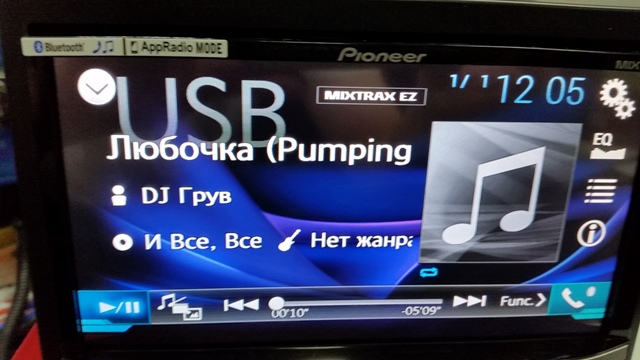 Bluetooth AppRadio MODE
Pioneer
MIX
USB
MIXTRAX EZ
1/ 1 12 05
Любочка (Pumping
EQ
DJ Грув
И Все, Все
Нет жанра
00'10"
-05'09"
Func.